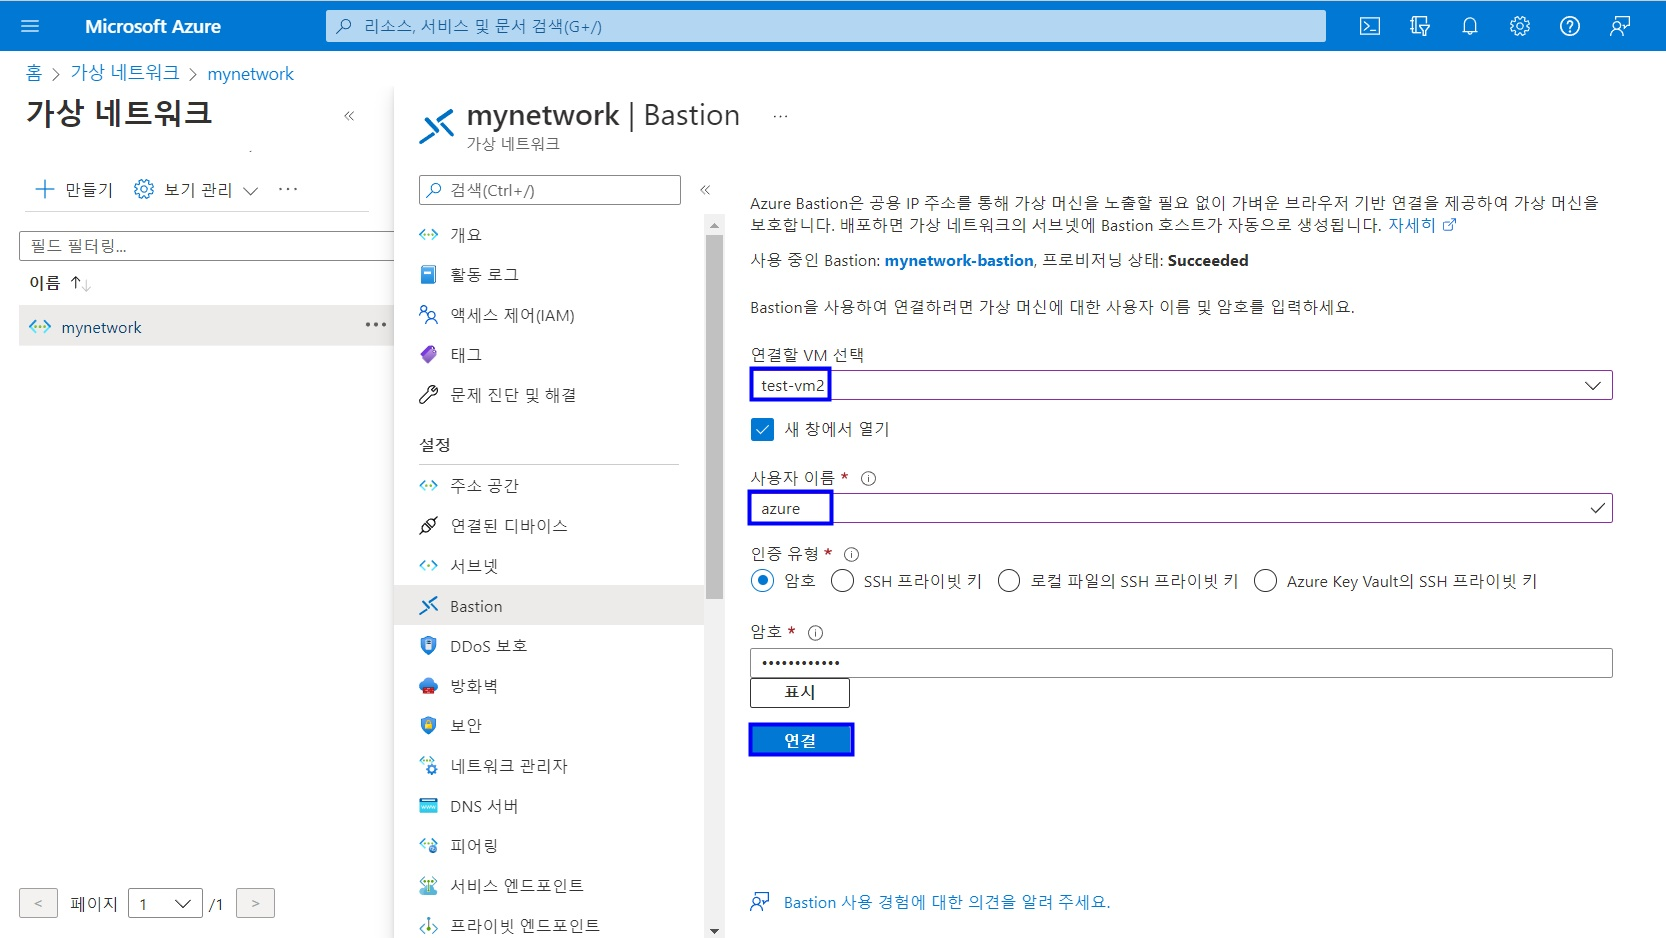 Microsoft Azure
리소스, 서비스 및 문서 검색(G+/)
홈 > 가상 네트워크 > mynetwork
가상 네트워크
«
만들기
보기 관리
···
필드 필터링...
이름 ↑↓
mynetwork
···
<
페이지
1
/1
>
mynetwork | Bastion
···
가상 네트워크
검색(Ctrl+/)
«
개요
활동 로그
액세스 제어(IAM)
태그
문제 진단 및 해결
설정
주소 공간
연결된 디바이스
서브넷
Bastion
DDoS 보호
방화벽
보안
네트워크 관리자
DNS 서버
피어링
서비스 엔드포인트
프라이빗 엔드포인트
Azure Bastion은 공용 IP 주소를 통해 가상 머신을 노출할 필요 없이 가벼운 브라우저 기반 연결을 제공하여 가상 머신을
보호합니다. 배포하면 가상 네트워크의 서브넷에 Bastion 호스트가 자동으로 생성됩니다. 자세히
사용 중인 Bastion: mynetwork-bastion, 프로비저닝 상태: Succeeded
Bastion을 사용하여 연결하려면 가상 머신에 대한 사용자 이름 및 암호를 입력하세요.
연결할 VM 선택
test-vm2
새 창에서 열기
사용자 이름 *
azure
인증 유형 *
암호
SSH 프라이빗 키
로컬 파일의 SSH 프라이빗 키
Azure Key Vault의 SSH 프라이빗 키
암호 *
••••••••••••
표시
연결
Bastion 사용 경험에 대한 의견을 알려 주세요.